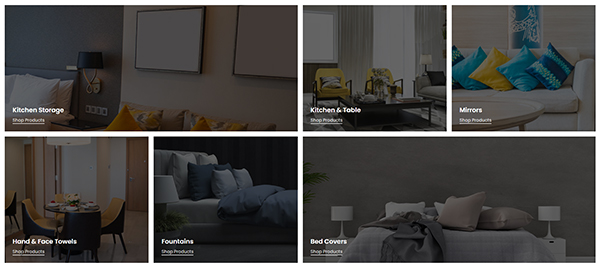 Kitchen Storage
Shop Products
Kitchen & Table
Shop Products
Mirrors
Shop Products
Hand & Face Towels
Shop Products
Fountains
Shop Products
Bed Covers
Shop Products